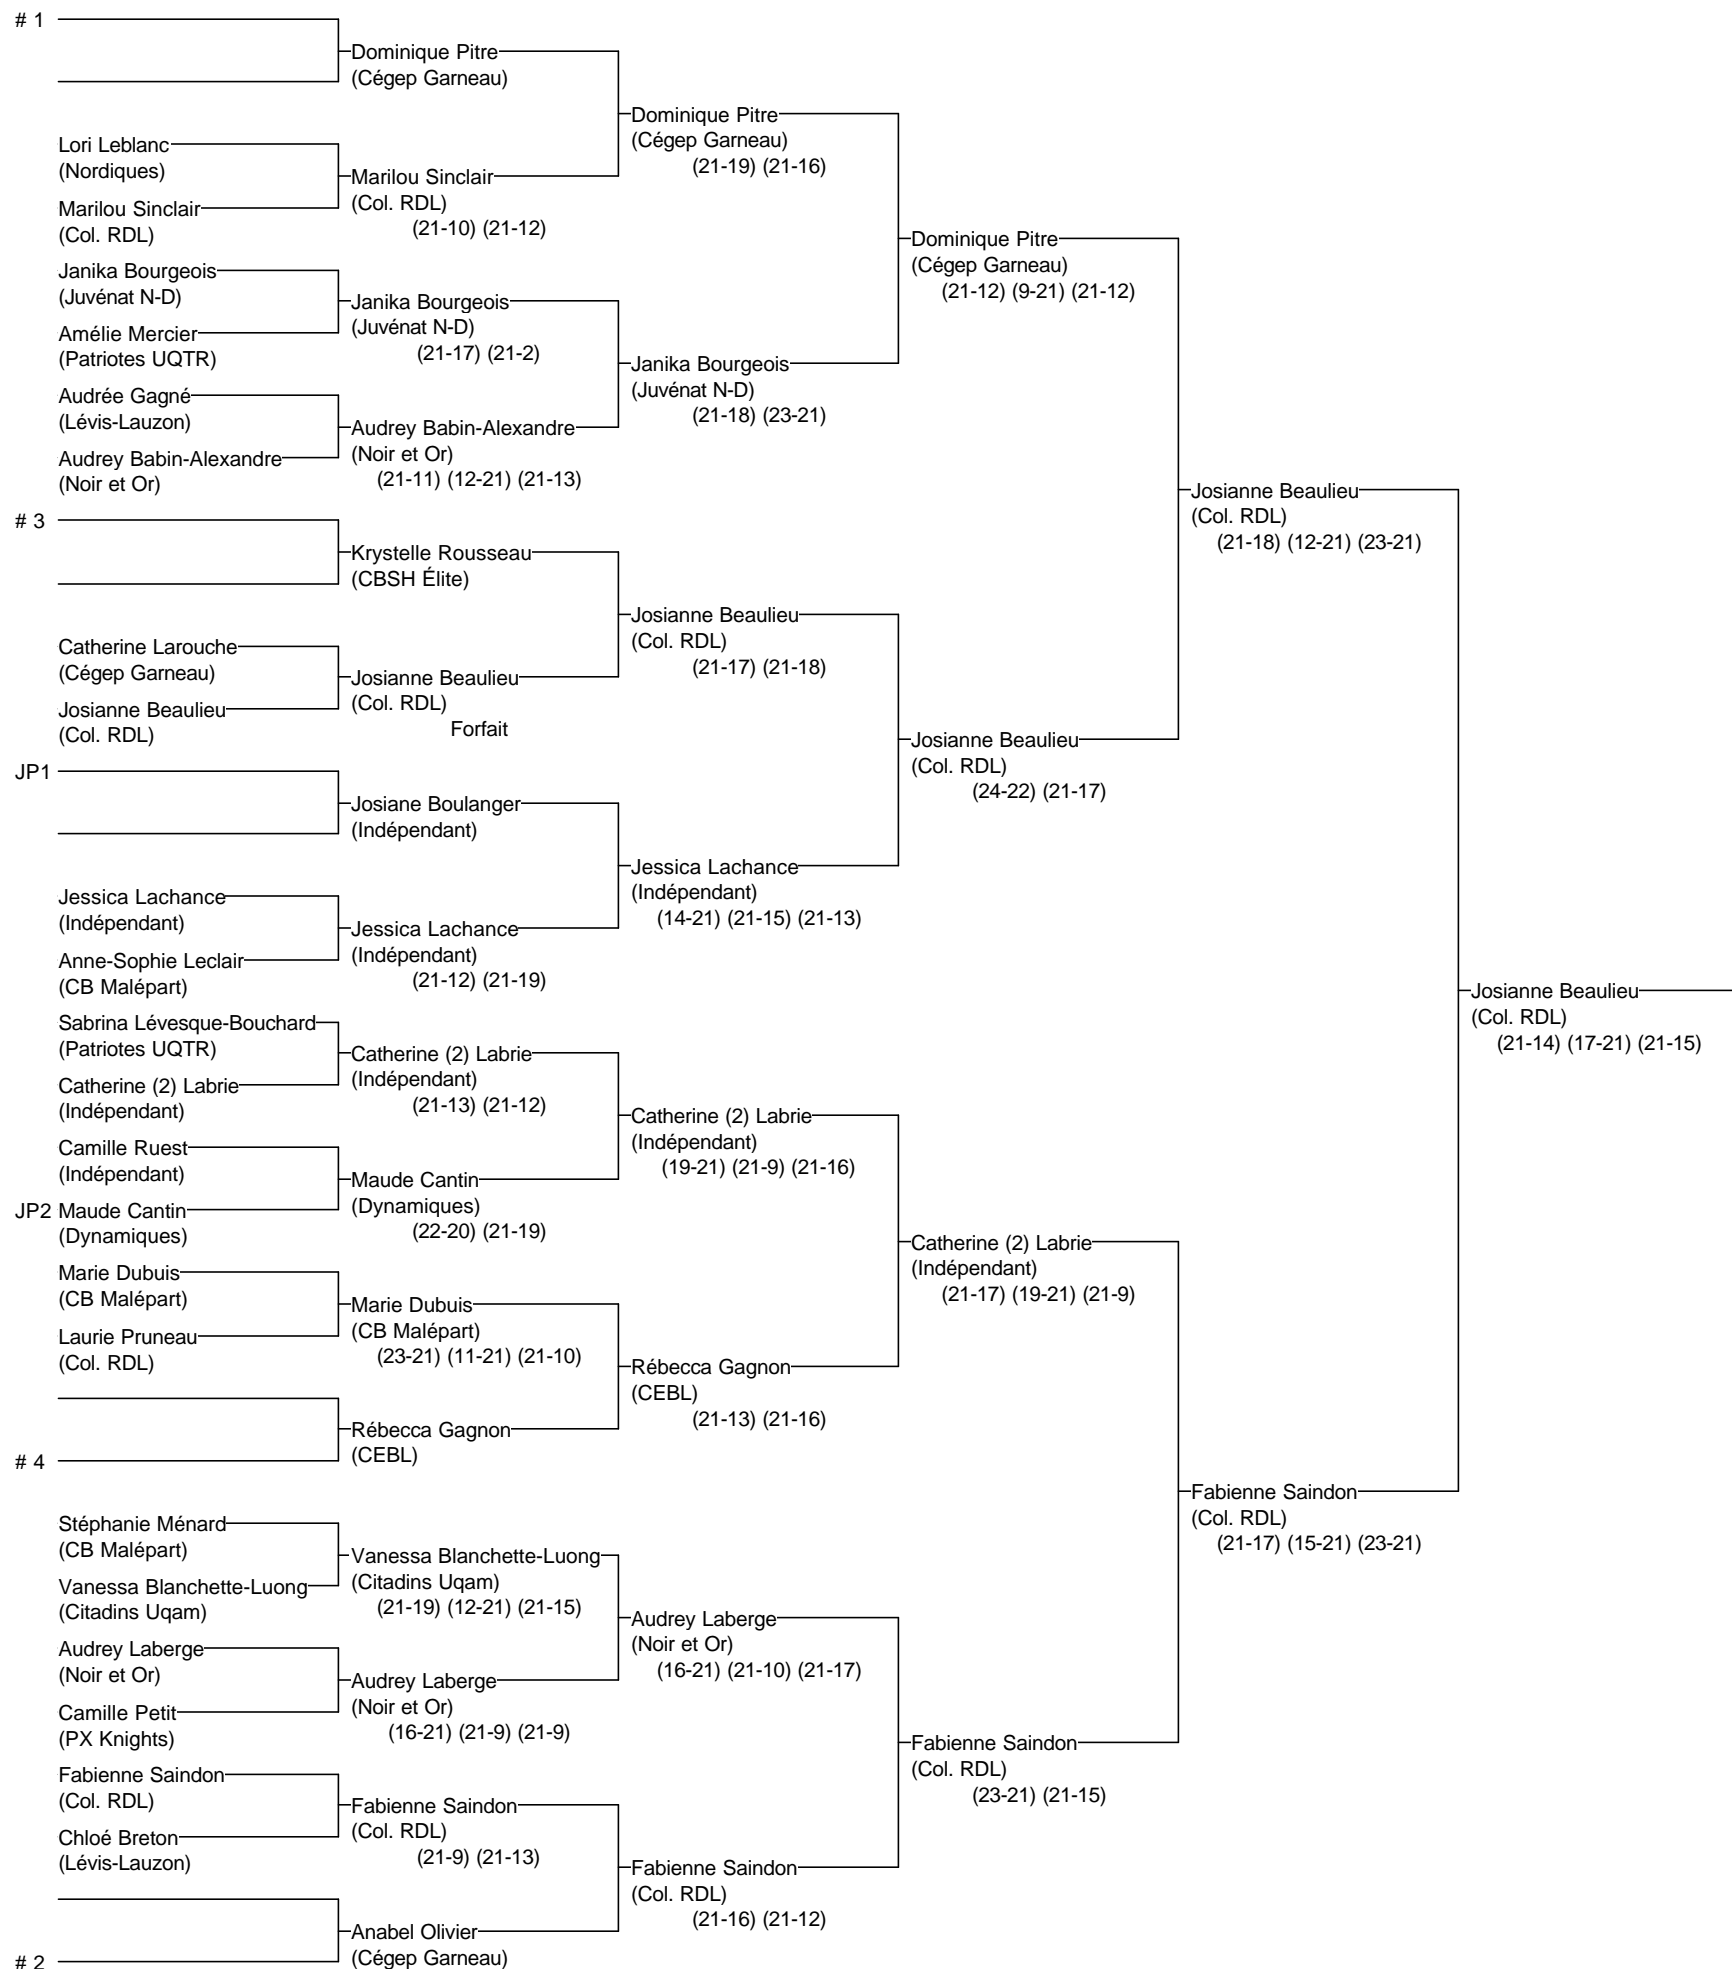 # 1
Dominique Pitre
(Cégep Garneau)
Lori Leblanc
(Nordiques)
Marilou Sinclair
(Col. RDL)
Marilou Sinclair
(Col. RDL)
(21-10) (21-12)
Dominique Pitre
(Cégep Garneau)
(21-19) (21-16)
Janika Bourgeois
(Juvénat N-D)
Amélie Mercier
(Patriotes UQTR)
Janika Bourgeois
(Juvénat N-D)
(21-17) (21-2)
Audrée Gagné
(Lévis-Lauzon)
Audrey Babin-Alexandre
(Noir et Or)
Audrey Babin-Alexandre
(Noir et Or)
(21-11) (12-21) (21-13)
Janika Bourgeois
(Juvénat N-D)
(21-18) (23-21)
Dominique Pitre
(Cégep Garneau)
(21-12) (9-21) (21-12)
# 3
Krystelle Rousseau
(CBSH Élite)
Catherine Larouche
(Cégep Garneau)
Josianne Beaulieu
(Col. RDL)
Josianne Beaulieu
(Col. RDL)
Forfait
Josianne Beaulieu
(Col. RDL)
(21-17) (21-18)
JP1
Josiane Boulanger
(Indépendant)
Jessica Lachance
(Indépendant)
Anne-Sophie Leclair
(CB Malépart)
Jessica Lachance
(Indépendant)
(21-12) (21-19)
Jessica Lachance
(Indépendant)
(14-21) (21-15) (21-13)
Josianne Beaulieu
(Col. RDL)
(24-22) (21-17)
Josianne Beaulieu
(Col. RDL)
(21-18) (12-21) (23-21)
Sabrina Lévesque-Bouchard
(Patriotes UQTR)
Catherine (2) Labrie
(Indépendant)
Catherine (2) Labrie
(Indépendant)
(21-13) (21-12)
Camille Ruest
(Indépendant)
JP2 Maude Cantin
(Dynamiques)
Maude Cantin
(Dynamiques)
(22-20) (21-19)
Catherine (2) Labrie
(Indépendant)
(19-21) (21-9) (21-16)
Marie Dubuis
(CB Malépart)
Laurie Pruneau
(Col. RDL)
Marie Dubuis
(CB Malépart)
(23-21) (11-21) (21-10)
Rébecca Gagnon
(CEBL)
# 4
Rébecca Gagnon
(CEBL)
(21-13) (21-16)
Catherine (2) Labrie
(Indépendant)
(21-17) (19-21) (21-9)
Stéphanie Ménard
(CB Malépart)
Vanessa Blanchette-Luong
(Citadins Uqam)
Vanessa Blanchette-Luong
(Citadins Uqam)
(21-19) (12-21) (21-15)
Audrey Laberge
(Noir et Or)
Camille Petit
(PX Knights)
Audrey Laberge
(Noir et Or)
(16-21) (21-9) (21-9)
Audrey Laberge
(Noir et Or)
(16-21) (21-10) (21-17)
Fabienne Saindon
(Col. RDL)
Chloé Breton
(Lévis-Lauzon)
Fabienne Saindon
(Col. RDL)
(21-9) (21-13)
Anabel Olivier
(Cégep Garneau)
# 2
Fabienne Saindon
(Col. RDL)
(21-16) (21-12)
Fabienne Saindon
(Col. RDL)
(23-21) (21-15)
Fabienne Saindon
(Col. RDL)
(21-17) (15-21) (23-21)
Josianne Beaulieu
(Col. RDL)
(21-14) (17-21) (21-15)